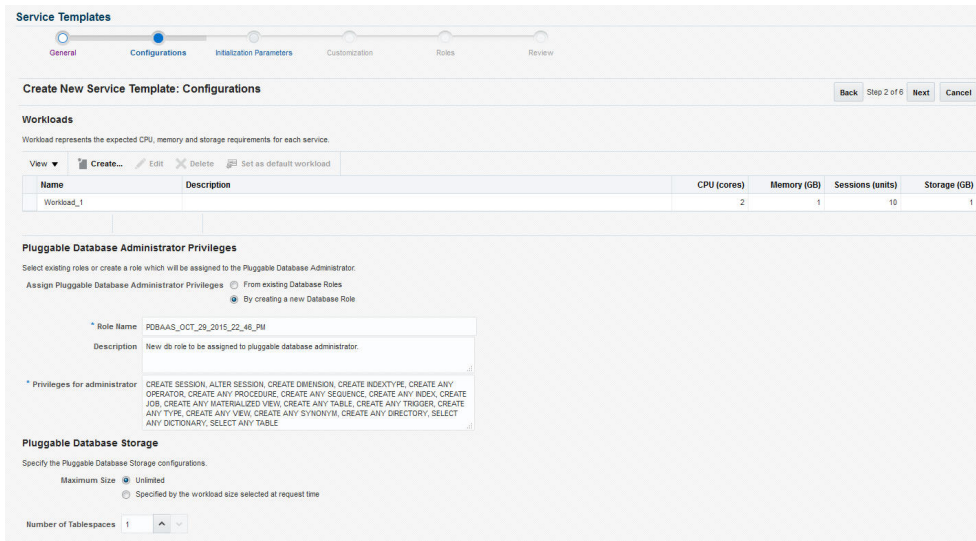 Service Templates
General Configurations Initialization Parameters Customization Roles Review
Create New Service Template: Configurations Back Step 2 of 6 Next Cancel
Workloads
Workload represents the expected CPU, memory and storage requirements for each service.
View Create... Edit Delete Set as default workload
Name Description CPU (cores) Memory (GB) Sessions (units) Storage (GB)
Workload_1 2 1 10 1
Pluggable Database Administrator Privileges
Select existing roles or create a role which will be assigned to the Pluggable Database Administrator.
Assign Pluggable Database Administrator Privileges From existing Database Roles
By creating a new Database Role
* Role Name PDBAAS_OCT_29_2015_22_46_PM
Description New db role to be assigned to pluggable database administrator.
* Privileges for administrator CREATE SESSION, ALTER SESSION, CREATE DIMENSION, CREATE INDEXTYPE, CREATE ANY
OPERATOR, CREATE ANY PROCEDURE, CREATE ANY SEQUENCE, CREATE ANY INDEX, CREATE
JOB, CREATE ANY MATERIALIZED VIEW, CREATE ANY TABLE, CREATE ANY TRIGGER, CREATE
ANY TYPE, CREATE ANY VIEW, CREATE ANY SYNONYM, CREATE ANY DIRECTORY, SELECT
ANY DICTIONARY, SELECT ANY TABLE
Pluggable Database Storage
Specify the Pluggable Database Storage configurations.
Maximum Size Unlimited
Specified by the workload size selected at request time
Number of Tablespaces 1